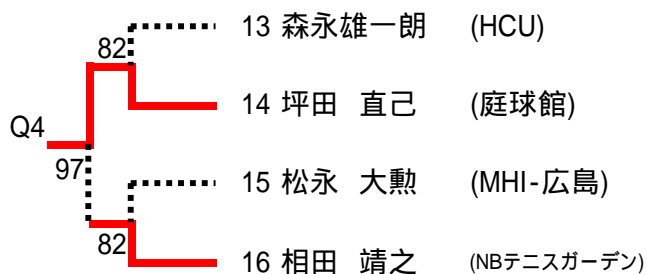 13 森永雄一朗 (HCU)
82
14 坪田 直己 (庭球館)
Q4
97
15 松永 大勲 (MHI-広島)
82
16 相田 靖之 (NBテニスガーデン)